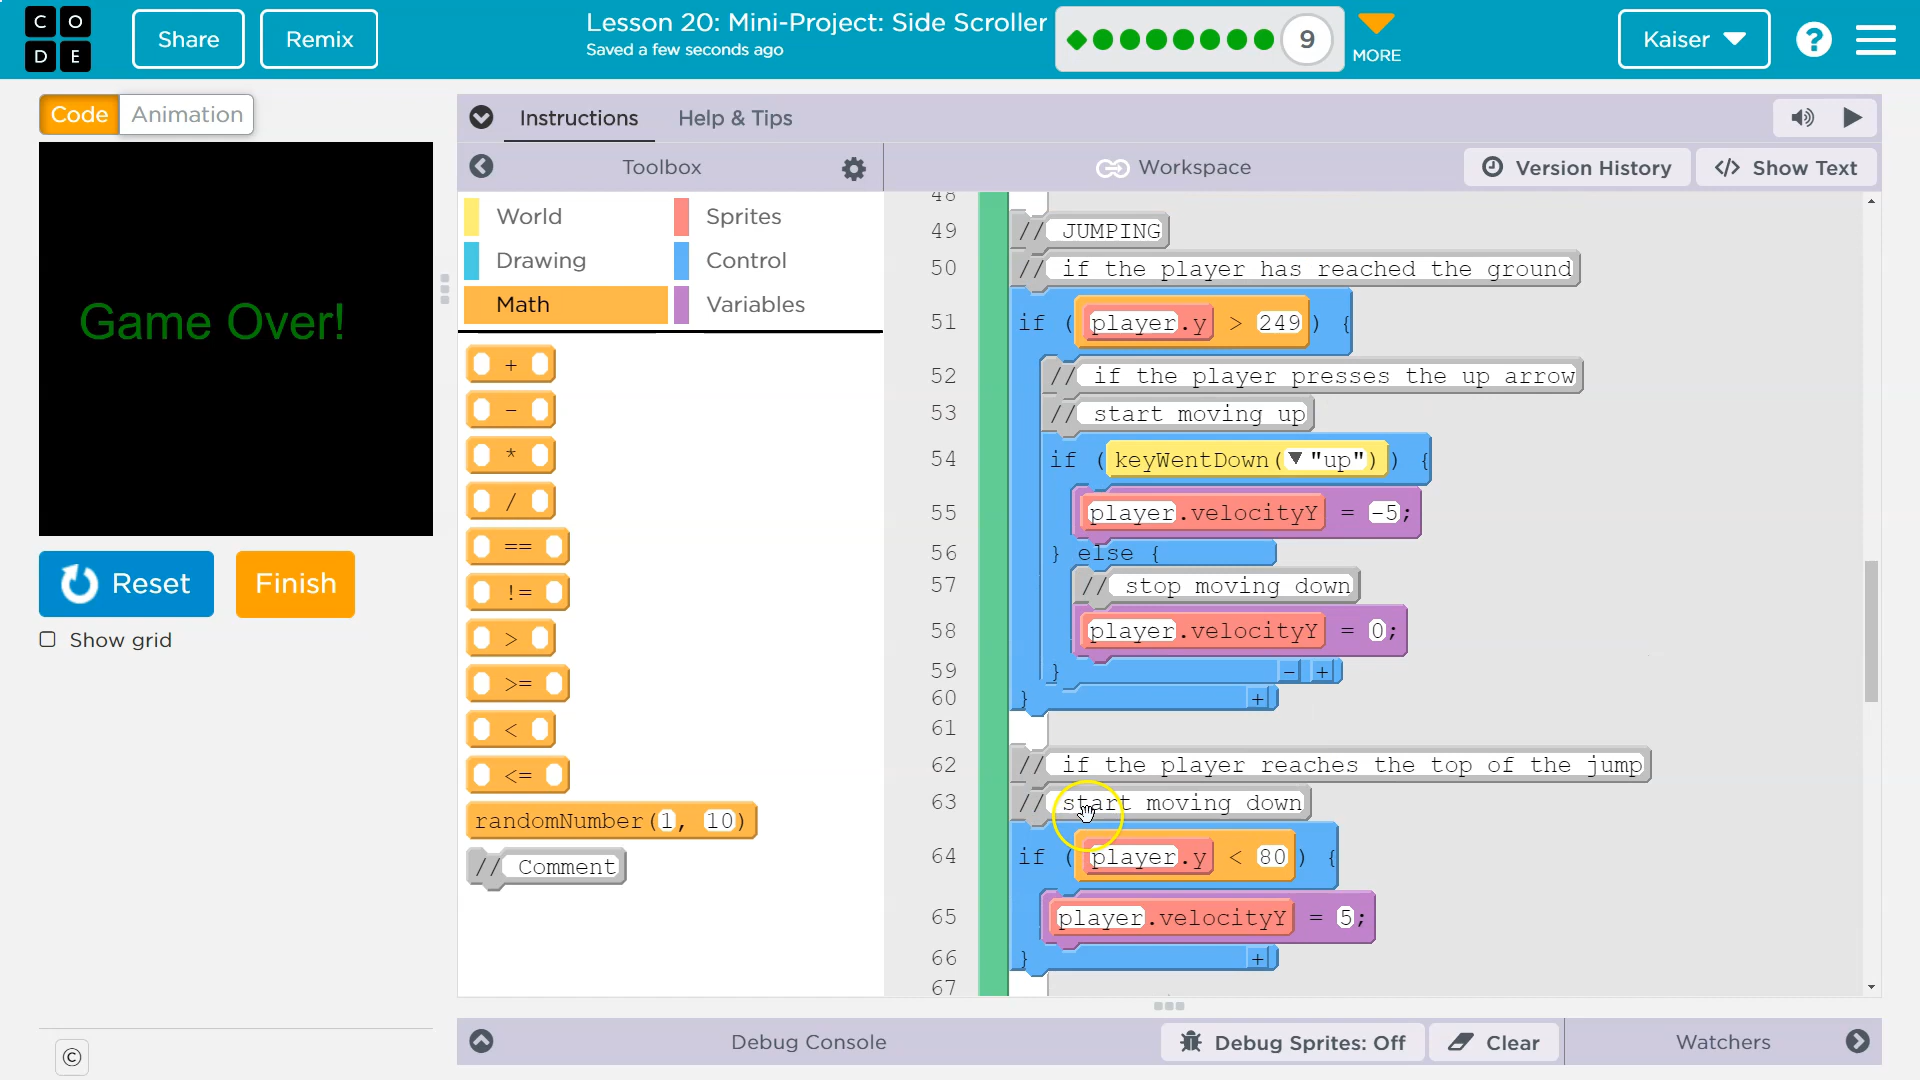 CODE
Share
Remix
Lesson 20: Mini-Project: Side Scroller
Saved a few seconds ago
9
MORE
Kaiser
?
Code
Animation
Game Over!
Reset
Finish
Show grid
©
Instructions
Help & Tips
Toolbox
Workspace
Version History
</> Show Text
World
Sprites
Drawing
Control
Math
Variables
+
-
*
/
==
!=
>
>=
<
<=
randomNumber(1, 10)
// Comment
48
49 // JUMPING
50 // if the player has reached the ground
51 if (player.y > 249) {
52 // if the player presses the up arrow
53 // start moving up
54 if (keyWentDown(▼"up")) {
55 player.velocityY = -5;
56 } else {
57 // stop moving down
58 player.velocityY = 0;
59 } - +
60 } +
61
62 // if the player reaches the top of the jump
63 // start moving down
64 if (player.y < 80) {
65 player.velocityY = 5;
66 } +
67
Debug Console
Debug Sprites: Off
Clear
Watchers